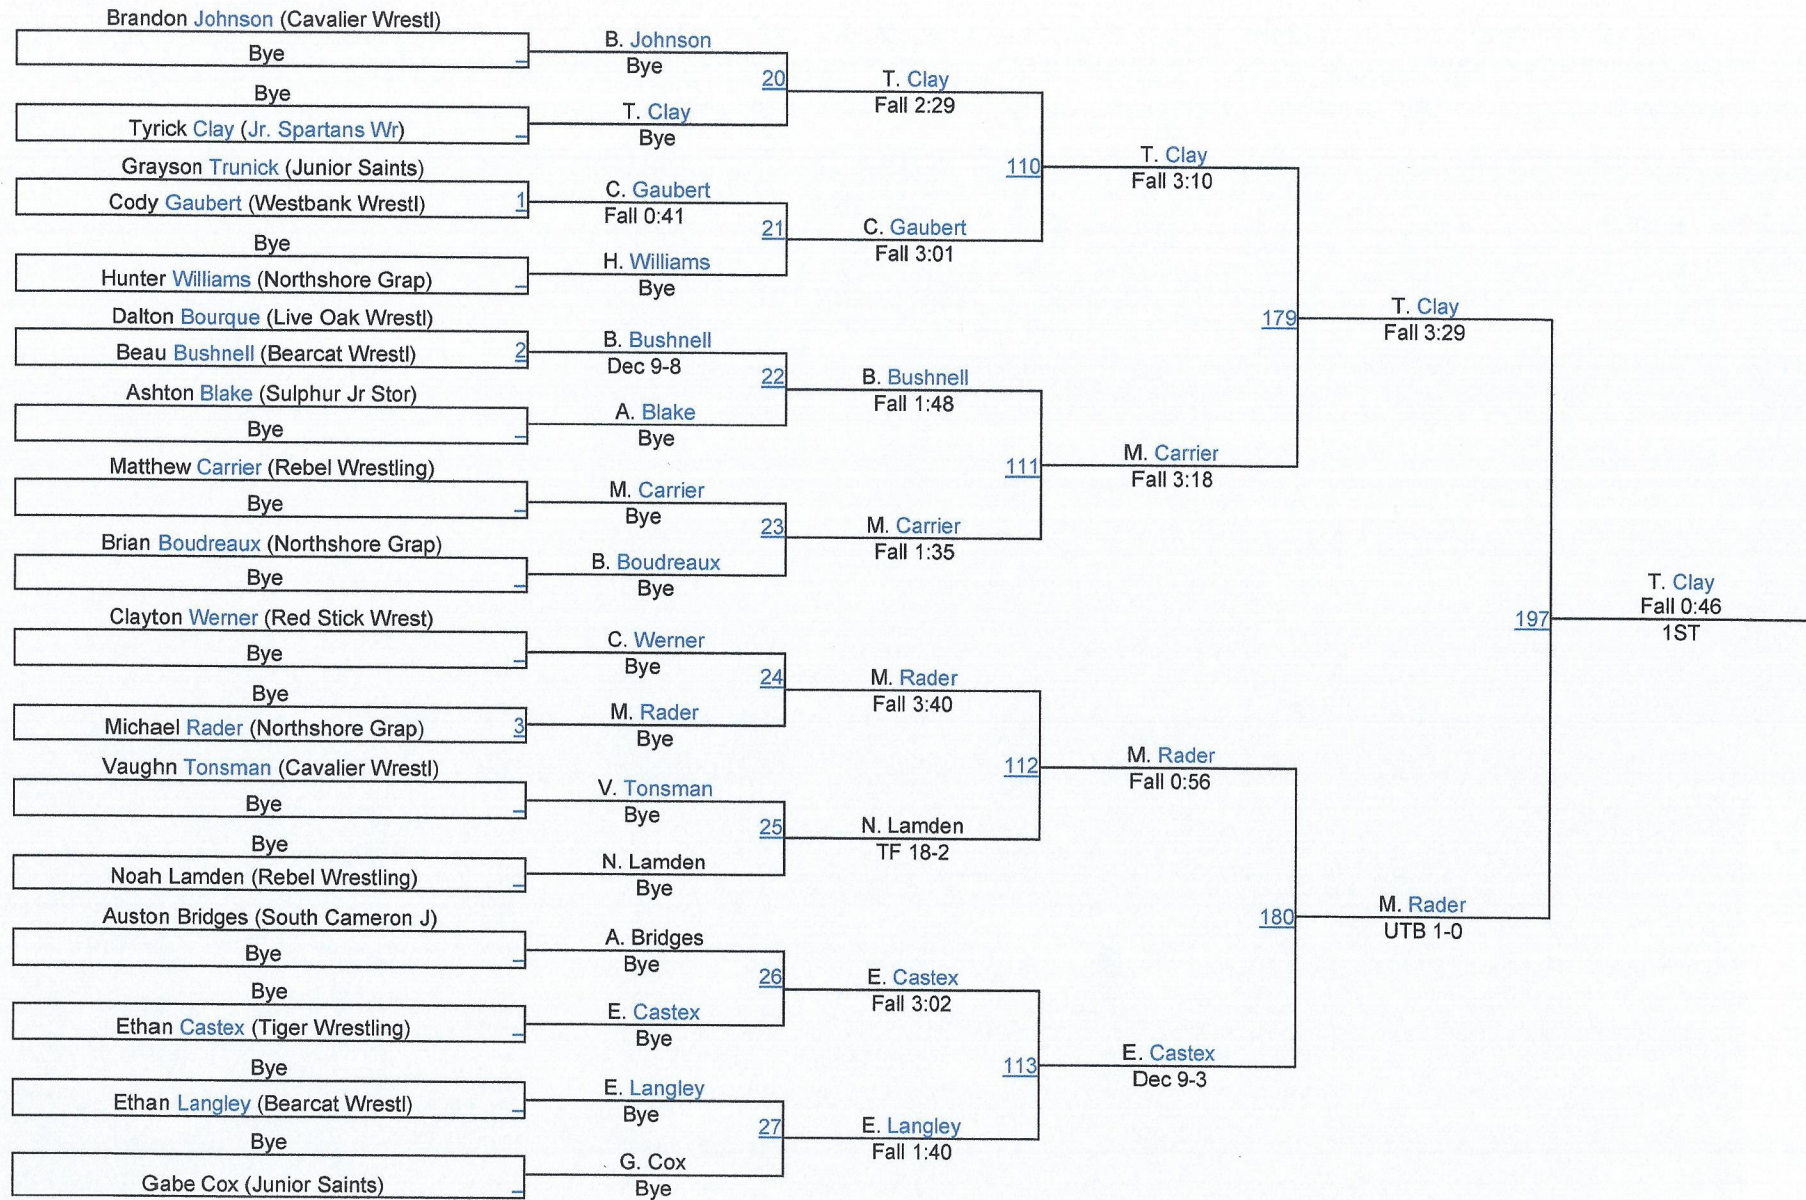 Brandon Johnson (Cavalier Wrestl)
Bye
Bye
Tyrick Clay (Jr. Spartans Wr)
Grayson Trunick (Junior Saints)
Cody Gaubert (Westbank Wrestl) 1
Bye
Hunter Williams (Northshore Grap)
Dalton Bourque (Live Oak Wrestl)
Beau Bushnell (Bearcat Wrestl) 2
Ashton Blake (Sulphur Jr Stor)
Bye
Matthew Carrier (Rebel Wrestling)
Bye
Brian Boudreaux (Northshore Grap)
Bye
Clayton Werner (Red Stick Wrest)
Bye
Bye
Michael Rader (Northshore Grap) 3
Vaughn Tonsman (Cavalier Wrestl)
Bye
Bye
Noah Lamden (Rebel Wrestling)
Auston Bridges (South Cameron J)
Bye
Bye
Ethan Castex (Tiger Wrestling)
Bye
Ethan Langley (Bearcat Wrestl)
Bye
Gabe Cox (Junior Saints)
B. Johnson
Bye
20
T. Clay
Bye
C. Gaubert
Fall 0:41
21
H. Williams
Bye
B. Bushnell
Dec 9-8
22
A. Blake
Bye
M. Carrier
Bye
23
B. Boudreaux
Bye
C. Werner
Bye
24
M. Rader
Bye
V. Tonsman
Bye
25
N. Lamden
Bye
A. Bridges
Bye
26
E. Castex
Bye
E. Langley
Bye
27
G. Cox
Bye
T. Clay
Fall 2:29
110
C. Gaubert
Fall 3:01
B. Bushnell
Fall 1:48
111
M. Carrier
Fall 1:35
M. Rader
Fall 3:40
112
N. Lamden
TF 18-2
E. Castex
Fall 3:02
113
E. Langley
Fall 1:40
T. Clay
Fall 3:10
179
M. Carrier
Fall 3:18
M. Rader
Fall 0:56
180
E. Castex
Dec 9-3
T. Clay
Fall 3:29
197
M. Rader
UTB 1-0
T. Clay
Fall 0:46
1ST